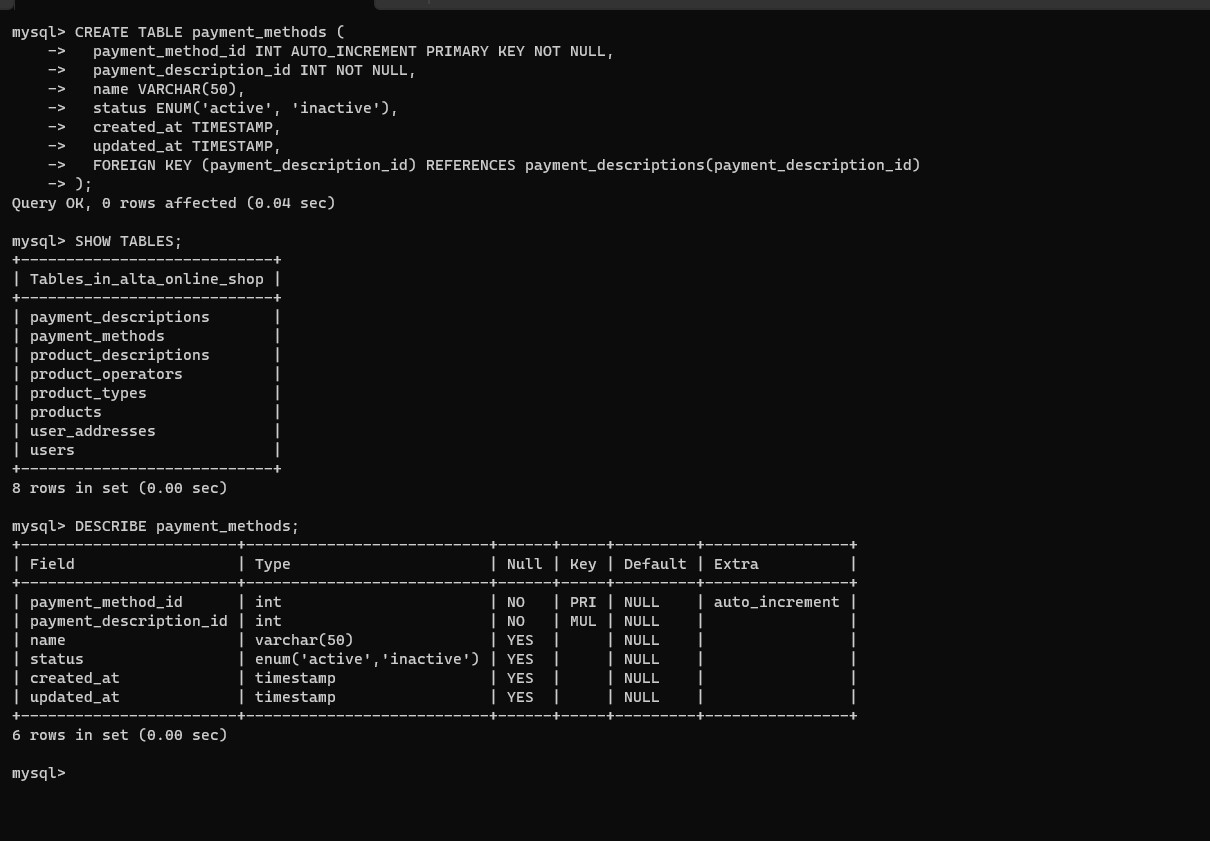 mysql> CREATE TABLE payment_methods (
    ->   payment_method_id INT AUTO_INCREMENT PRIMARY KEY NOT NULL,
    ->   payment_description_id INT NOT NULL,
    ->   name VARCHAR(50),
    ->   status ENUM('active', 'inactive'),
    ->   created_at TIMESTAMP,
    ->   updated_at TIMESTAMP,
    ->   FOREIGN KEY (payment_description_id) REFERENCES payment_descriptions(payment_description_id)
    -> );
Query OK, 0 rows affected (0.04 sec)

mysql> SHOW TABLES;
+----------------------------+
| Tables_in_alta_online_shop |
+----------------------------+
| payment_descriptions       |
| payment_methods            |
| product_descriptions       |
| product_operators          |
| product_types              |
| products                   |
| user_addresses             |
| users                      |
+----------------------------+
8 rows in set (0.00 sec)

mysql> DESCRIBE payment_methods;
+------------------------+---------------------------+------+-----+---------+----------------+
| Field                  | Type                      | Null | Key | Default | Extra          |
+------------------------+---------------------------+------+-----+---------+----------------+
| payment_method_id      | int                       | NO   | PRI | NULL    | auto_increment |
| payment_description_id | int                       | NO   | MUL | NULL    |                |
| name                   | varchar(50)               | YES  |     | NULL    |                |
| status                 | enum('active','inactive') | YES  |     | NULL    |                |
| created_at             | timestamp                 | YES  |     | NULL    |                |
| updated_at             | timestamp                 | YES  |     | NULL    |                |
+------------------------+---------------------------+------+-----+---------+----------------+
6 rows in set (0.00 sec)

mysql>